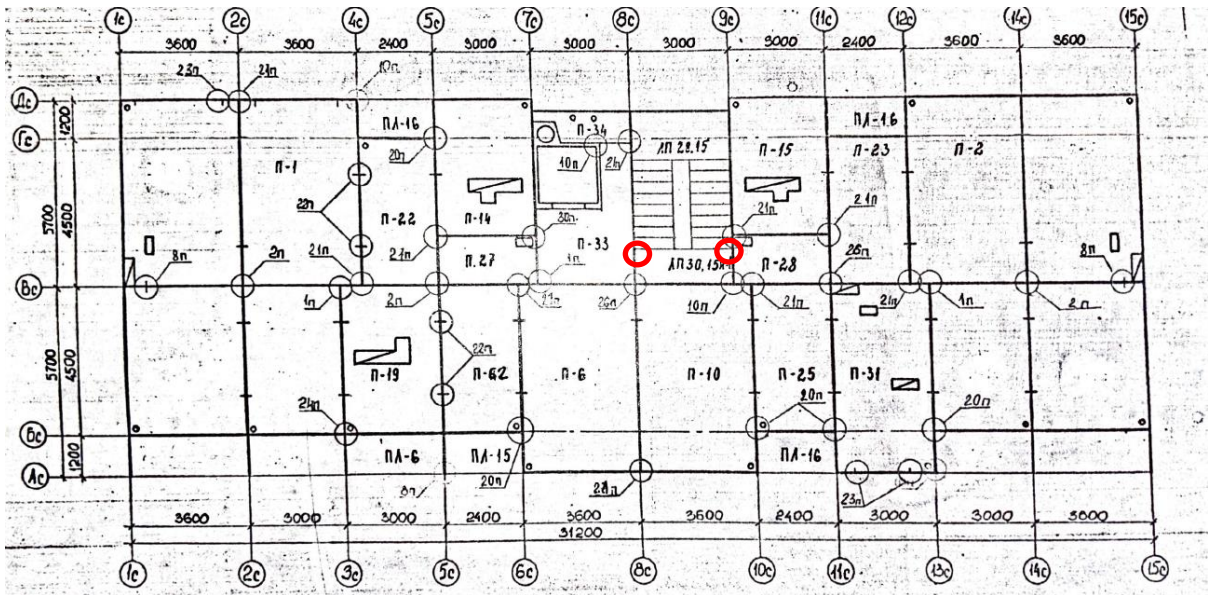 1с 2с 4с 5с 7с 8с 9с 11с 12с 14с 15с
3600 3600 2400 3000 3000 3000 3000 2400 3600 3600
23п 21п 10п
Дс
1200 ПЛ-16 П-34 ПЛ-16
Гс
20п 10п 21п ЛП 28.15 П-15 П-23 П-2
П-1
22п П-22 П-14 30п 21п 21п
5700 4500 П-33
8п 2п 21п 21п П.27 1п ЛП30.15 П-28 26п 8п
Вс
1п 2п 21п 26п 10п 21п 21п 1п 2п
22п
5700 4500 П-19 П-62 П-6 П-10 П-25 П-31
24п 20п 20п
Бс
1200 ПЛ-6 ПЛ-15 ПЛ-16
Ас
8п 20п 23п
3600 3000 3000 2400 3600 3600 2400 3000 3000 3600
31200
1с 2с 3с 5с 6с 8с 10с 11с 13с 14с 15с